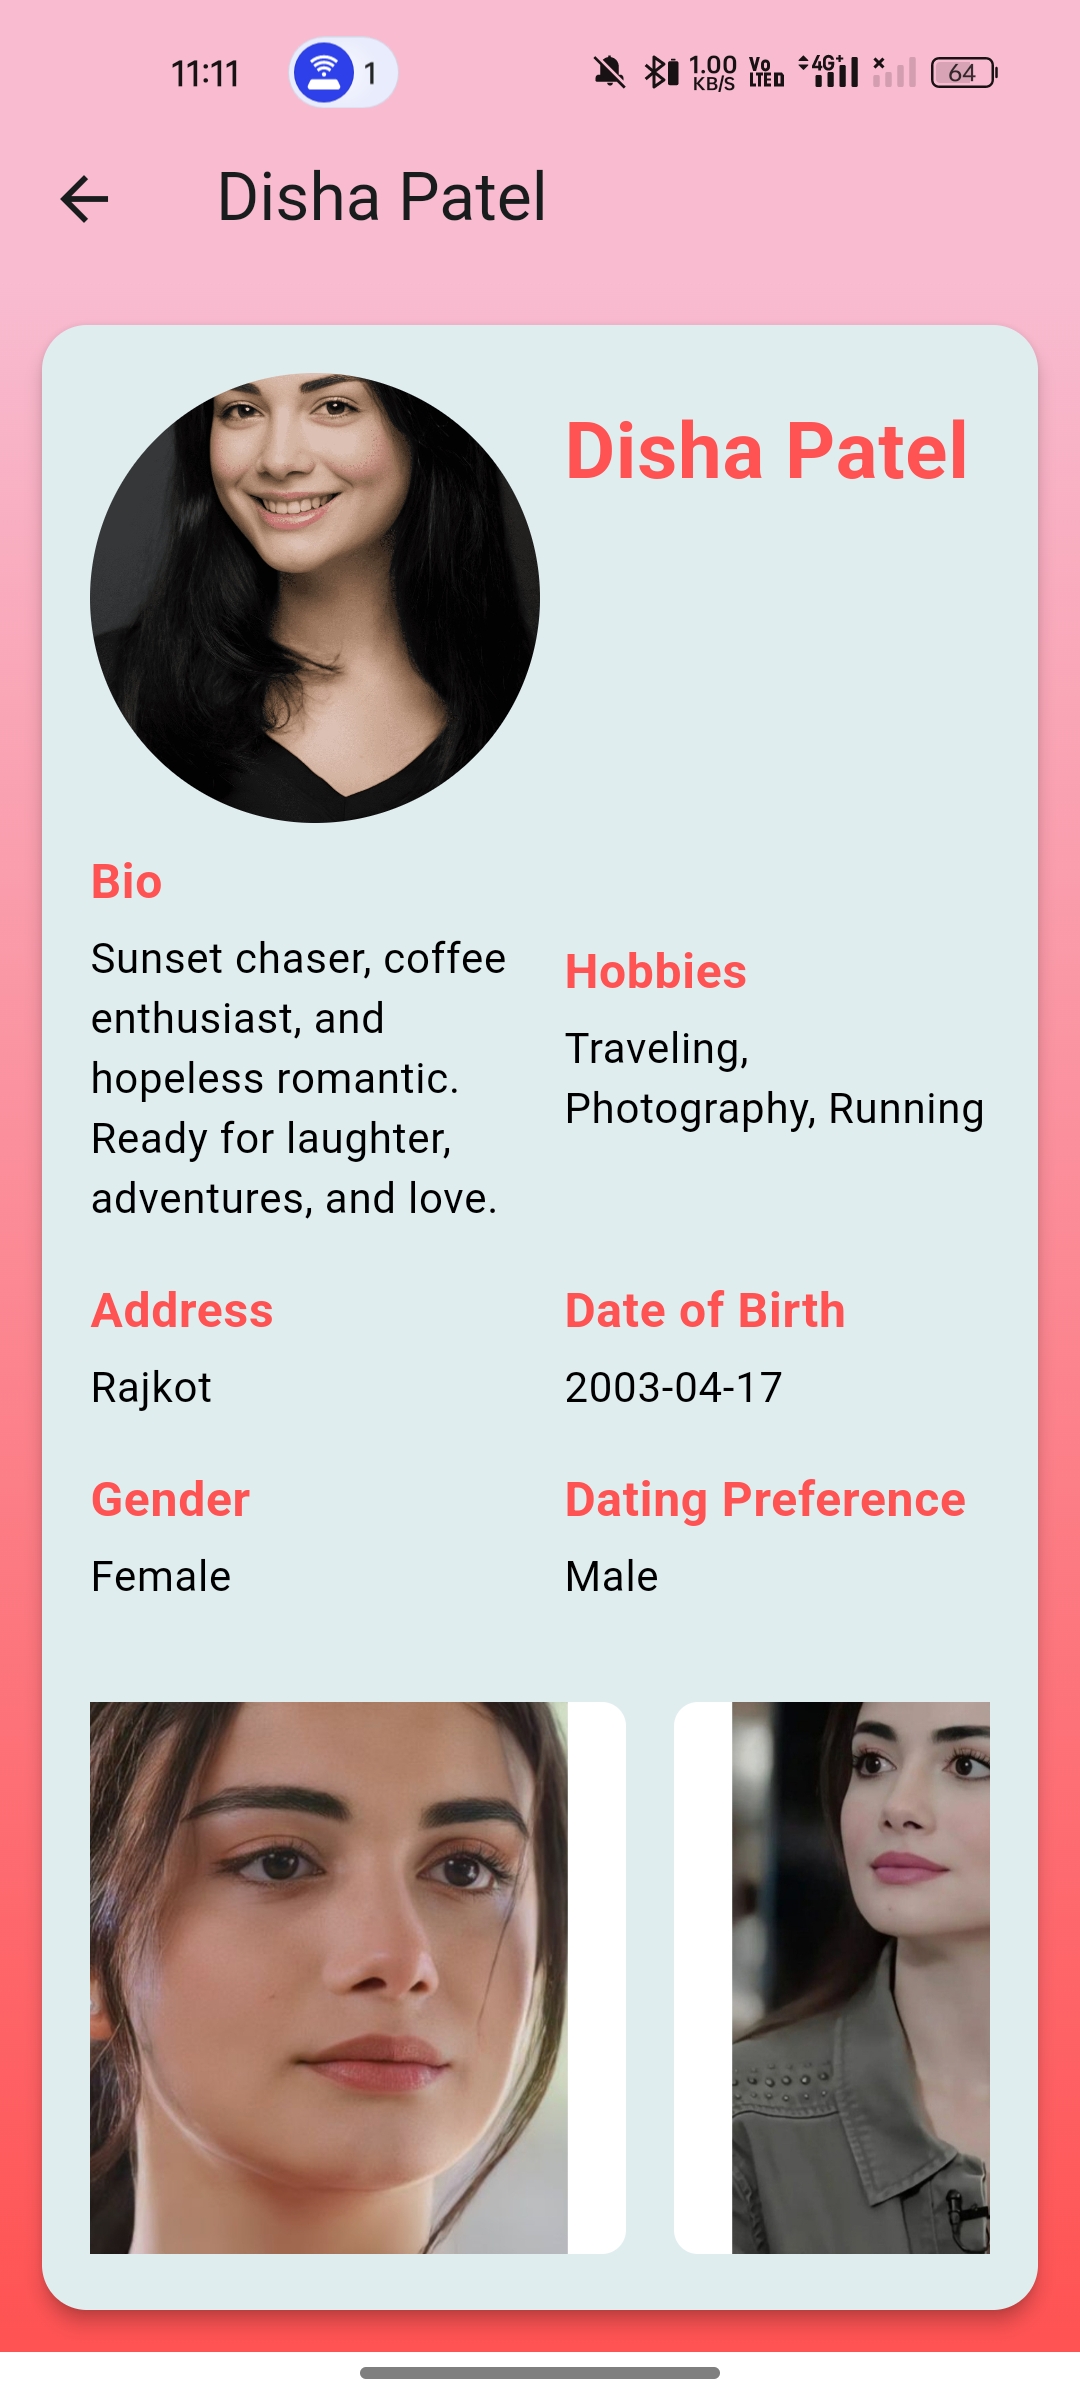 11:11 1 1.00 KB/S Vo LTE D 4G+ 64
Disha Patel
Disha Patel
Bio
Sunset chaser, coffee
enthusiast, and
hopeless romantic.
Ready for laughter,
adventures, and love.
Hobbies
Traveling,
Photography, Running
Address
Rajkot
Date of Birth
2003-04-17
Gender
Female
Dating Preference
Male